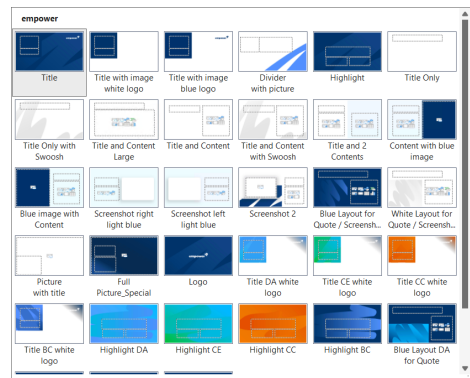 empower
Title
Title with image
white logo
Title with image
blue logo
Divider
with picture
Highlight
Title Only
Title Only with
Swoosh
Title and Content
Large
Title and Content
Title and Content
with Swoosh
Title and 2
Contents
Content with blue
image
Blue image with
Content
Screenshot right
light blue
Screenshot left
light blue
Screenshot 2
Blue Layout for
Quote / Screensh...
White Layout for
Quote / Screensh...
Picture
with title
Full
Picture_Special
empower
Logo
Title DA white
logo
Title CE white
logo
Title CC white
logo
Title BC white
logo
Highlight DA
Highlight CE
Highlight CC
Highlight BC
Blue Layout DA
for Quote